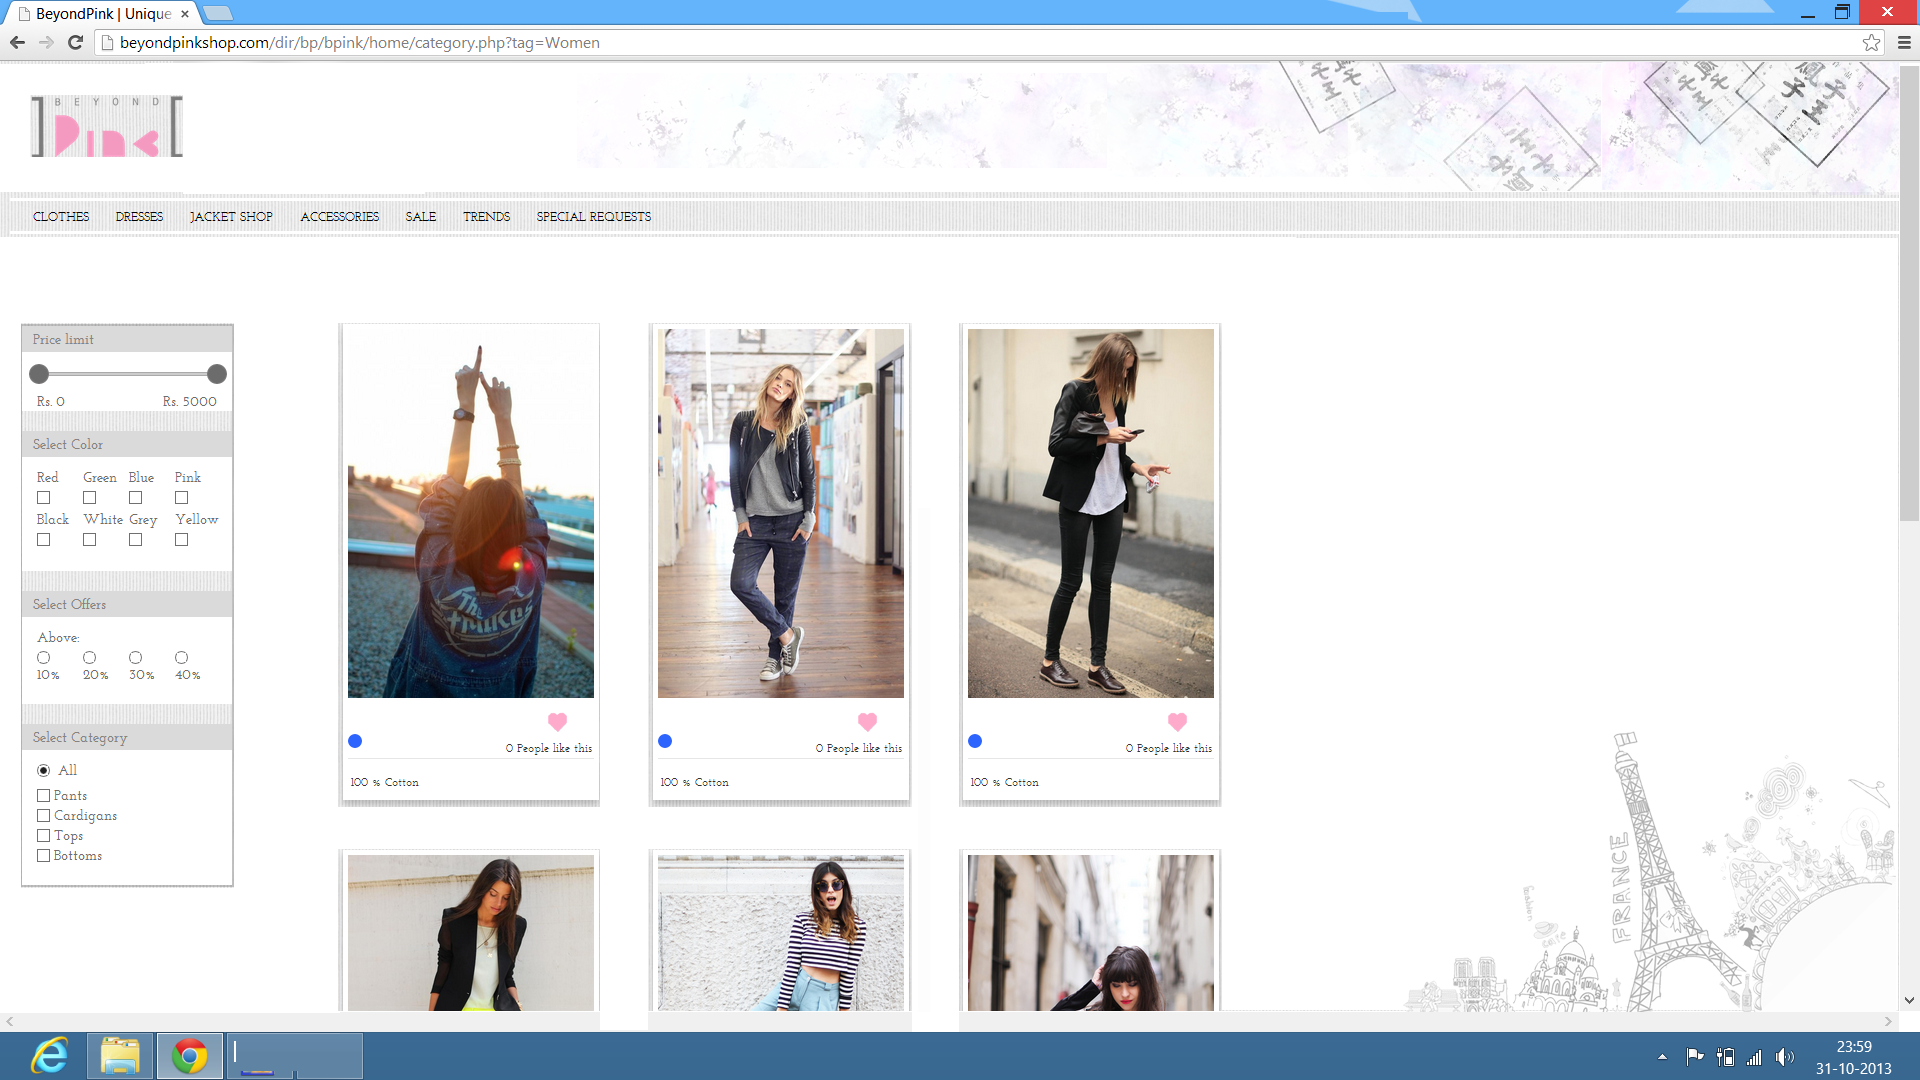 BeyondPink | Unique
beyondpinkshop.com/dir/bp/bpink/home/category.php?tag=Women
BEYOND
Pink
CLOTHES DRESSES JACKET SHOP ACCESSORIES SALE TRENDS SPECIAL REQUESTS
Price limit
Rs. 0 Rs. 5000
Select Color
Red Green Blue Pink
Black White Grey Yellow
Select Offers
Above:
10% 20% 30% 40%
Select Category
All
Pants
Cardigans
Tops
Bottoms
0 People like this
100 % Cotton
0 People like this
100 % Cotton
0 People like this
100 % Cotton
FRANCE
23:59
31-10-2013